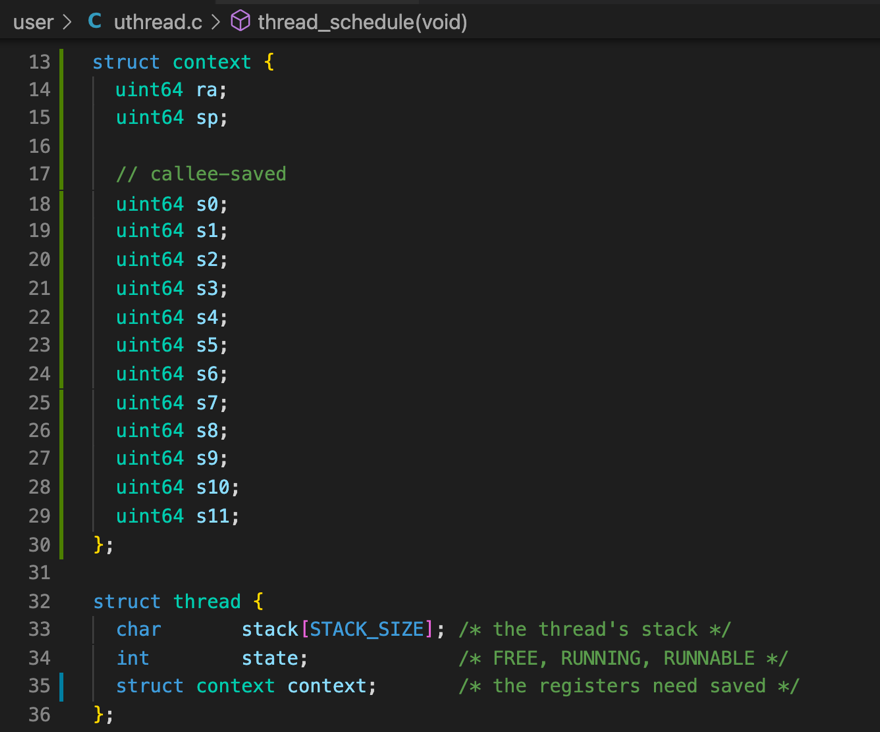 user > C uthread.c > thread_schedule(void)
13 struct context {
14 uint64 ra;
15 uint64 sp;
16
17 // callee-saved
18 uint64 s0;
19 uint64 s1;
20 uint64 s2;
21 uint64 s3;
22 uint64 s4;
23 uint64 s5;
24 uint64 s6;
25 uint64 s7;
26 uint64 s8;
27 uint64 s9;
28 uint64 s10;
29 uint64 s11;
30 };
31
32 struct thread {
33 char stack[STACK_SIZE]; /* the thread's stack */
34 int state; /* FREE, RUNNING, RUNNABLE */
35 struct context context; /* the registers need saved */
36 };